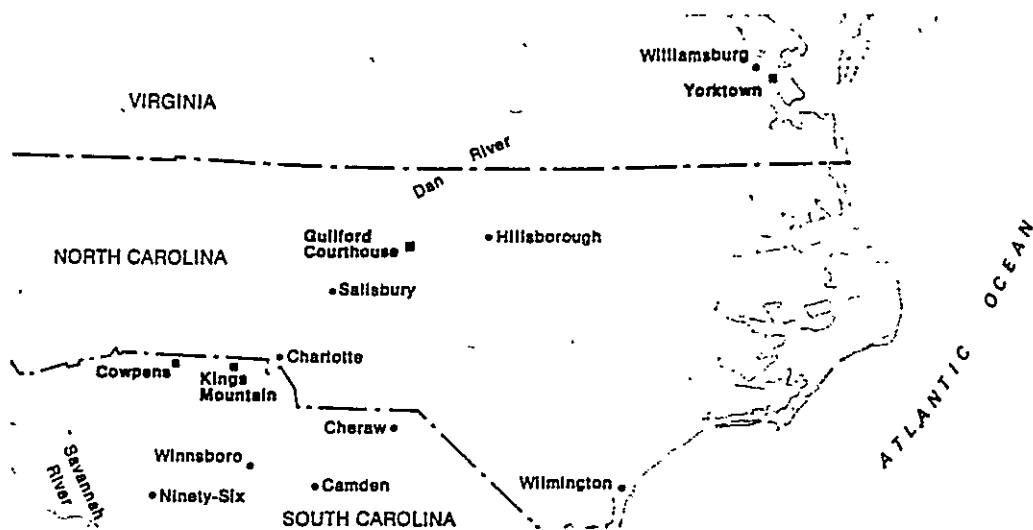 Williamsburg
Yorktown
VIRGINIA
Dan River
Guilford
Courthouse
Hillsborough
NORTH CAROLINA
Salisbury
ATLANTIC OCEAN
Charlotte
Cowpens
Kings
Mountain
Cheraw
Winnsboro
Savannah
River
Ninety-Six
Camden
Wilmington
SOUTH CAROLINA